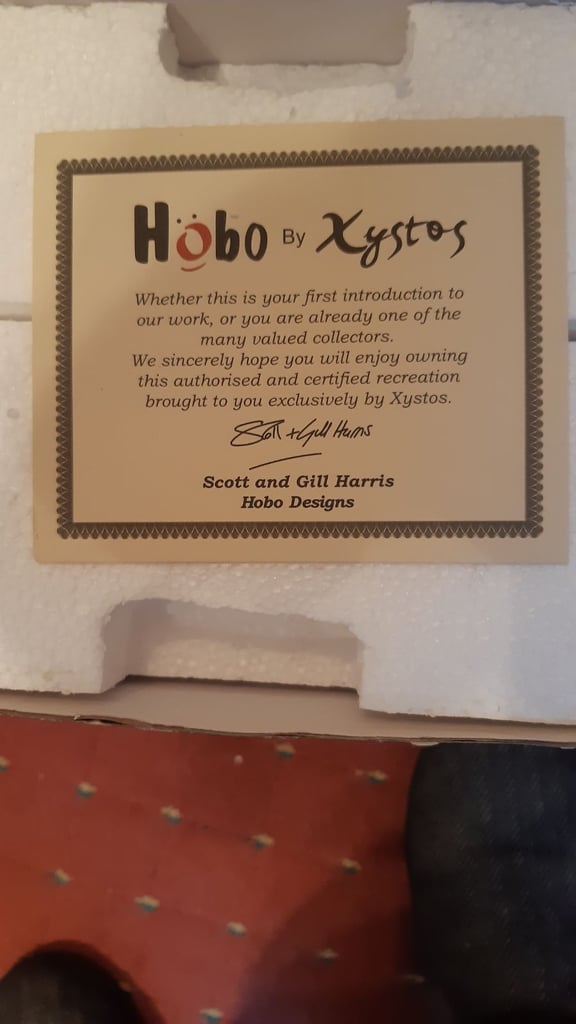 Höbo By Xystos
Whether this is your first introduction to
our work, or you are already one of the
many valued collectors.
We sincerely hope you will enjoy owning
this authorised and certified recreation
brought to you exclusively by Xystos.
Scott + Gill Harris
Scott and Gill Harris
Hobo Designs